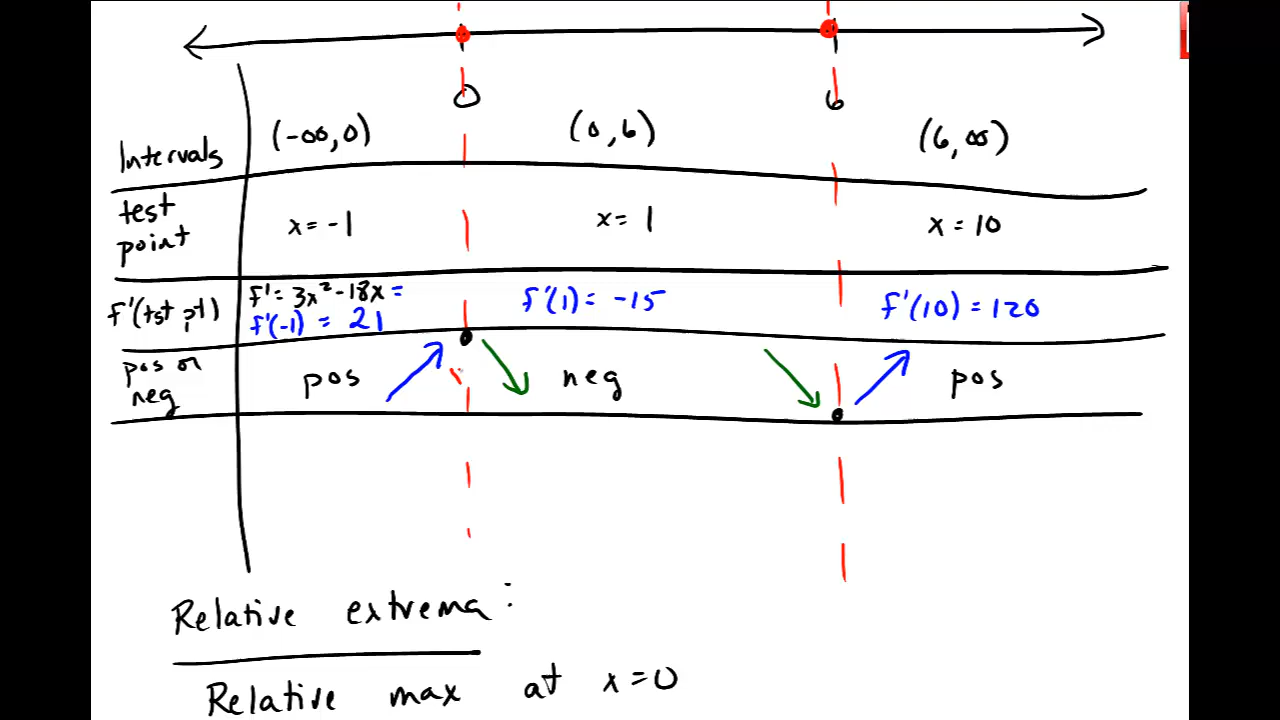 0 6
Intervals (-∞,0) (0,6) (6,∞)
test point x=-1 x=1 x=10
f'(tst pt) f'=3x²-18x= f'(-1) = 21 f'(1) = -15 f'(10)=120
pos or neg pos neg pos
Relative extrema:
Relative max at x=0